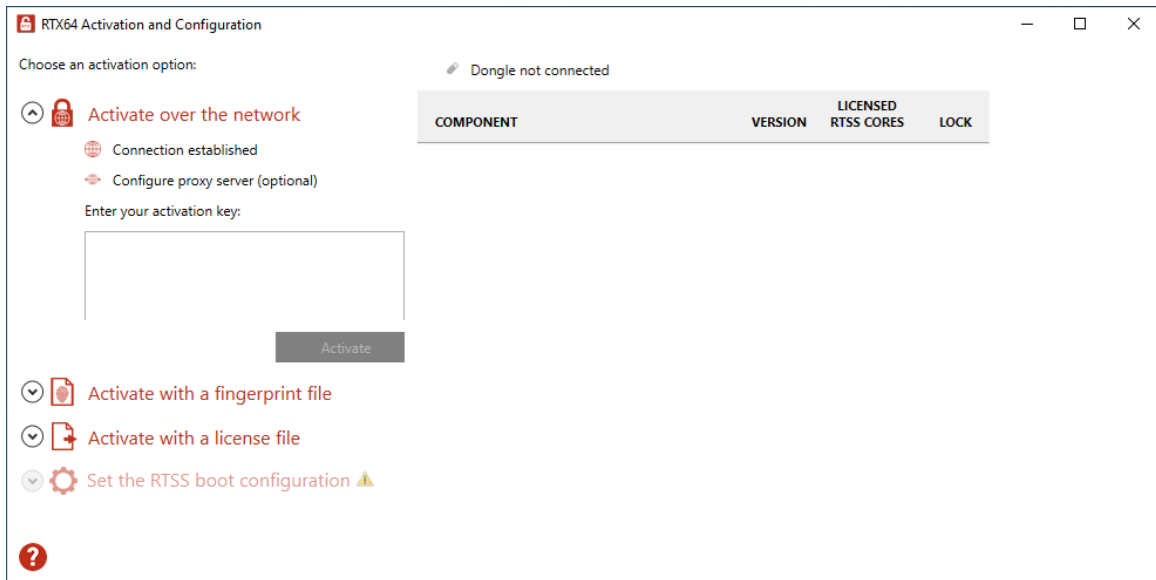 RTX64 Activation and Configuration
Choose an activation option:
Activate over the network
Connection established
Configure proxy server (optional)
Enter your activation key:
Activate
Activate with a fingerprint file
Activate with a license file
Set the RTSS boot configuration
Dongle not connected
COMPONENT VERSION LICENSED RTSS CORES LOCK